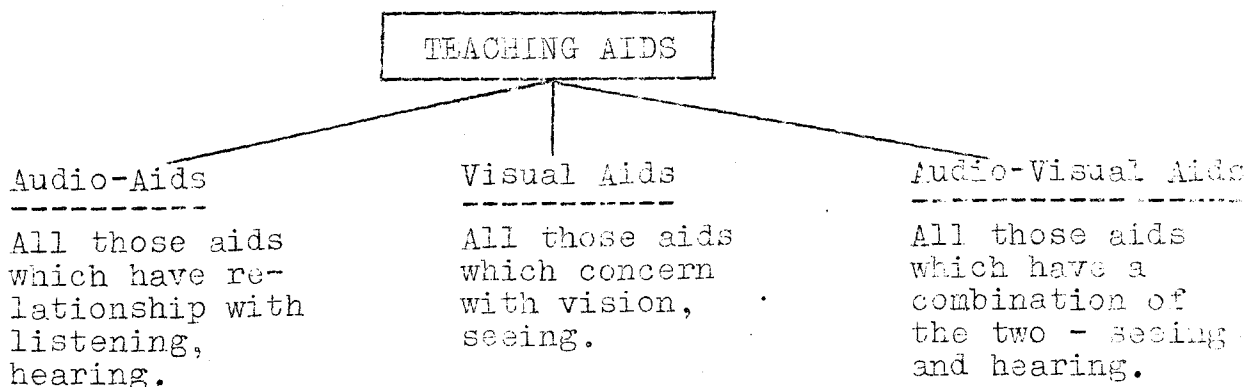 TEACHING AIDS
Audio-Aids
All those aids
which have re-
lationship with
listening,
hearing.
Visual Aids
All those aids
which concern
with vision,
seeing.
Audio-Visual Aids
All those aids
which have a
combination of
the two - seeing
and hearing.